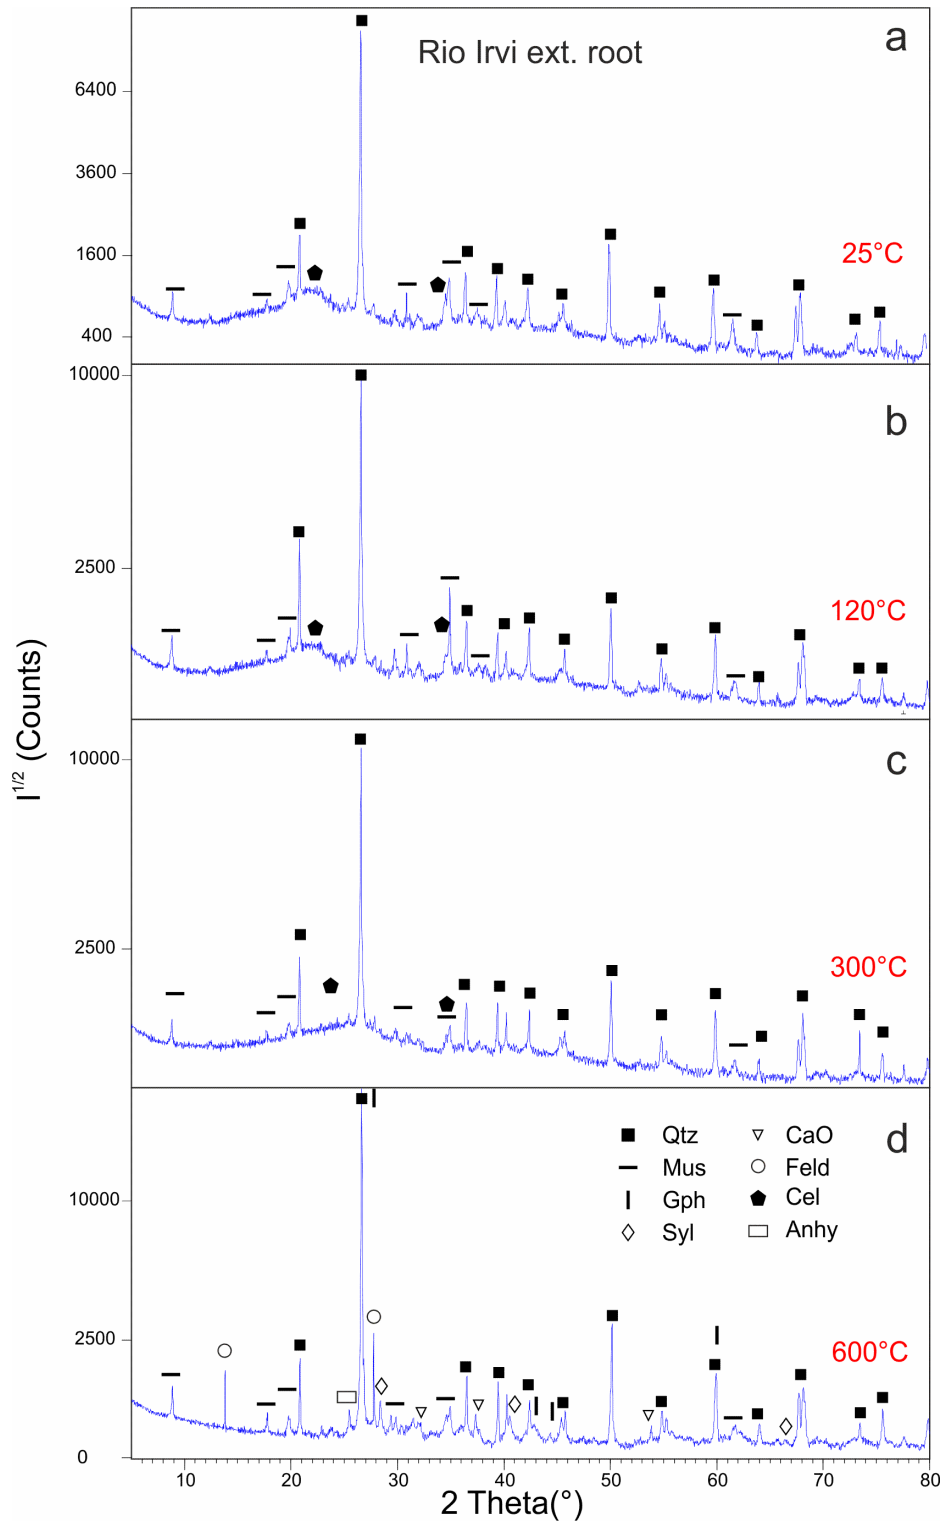 Rio Irvi ext. root
a
6400
3600
1600
400
25°C
10000
b
2500
120°C
10000
c
2500
300°C
d
Qtz CaO
Mus Feld
Gph Cel
Syl Anhy
10000
2500
600°C
0
I1/2 (Counts)
10 20 30 40 50 60 70 80
2 Theta(°)